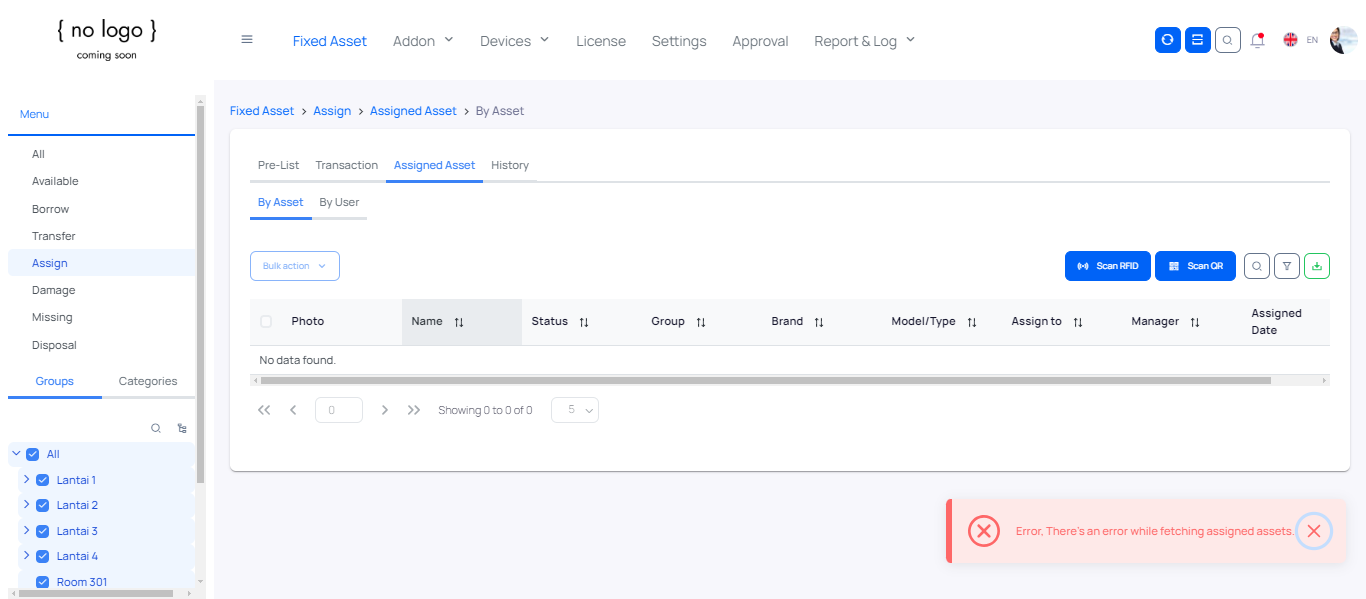 { no logo }
coming soon
Fixed Asset
Addon
Devices
License
Settings
Approval
Report & Log
EN
Menu
All
Available
Borrow
Transfer
Assign
Damage
Missing
Disposal
Groups
Categories
All
Lantai 1
Lantai 2
Lantai 3
Lantai 4
Room 301
Fixed Asset > Assign > Assigned Asset > By Asset
Pre-List
Transaction
Assigned Asset
History
By Asset
By User
Bulk action
Scan RFID
Scan QR
Photo
Name
Status
Group
Brand
Model/Type
Assign to
Manager
Assigned
Date
No data found.
0
Showing 0 to 0 of 0
5
Error, There's an error while fetching assigned assets.